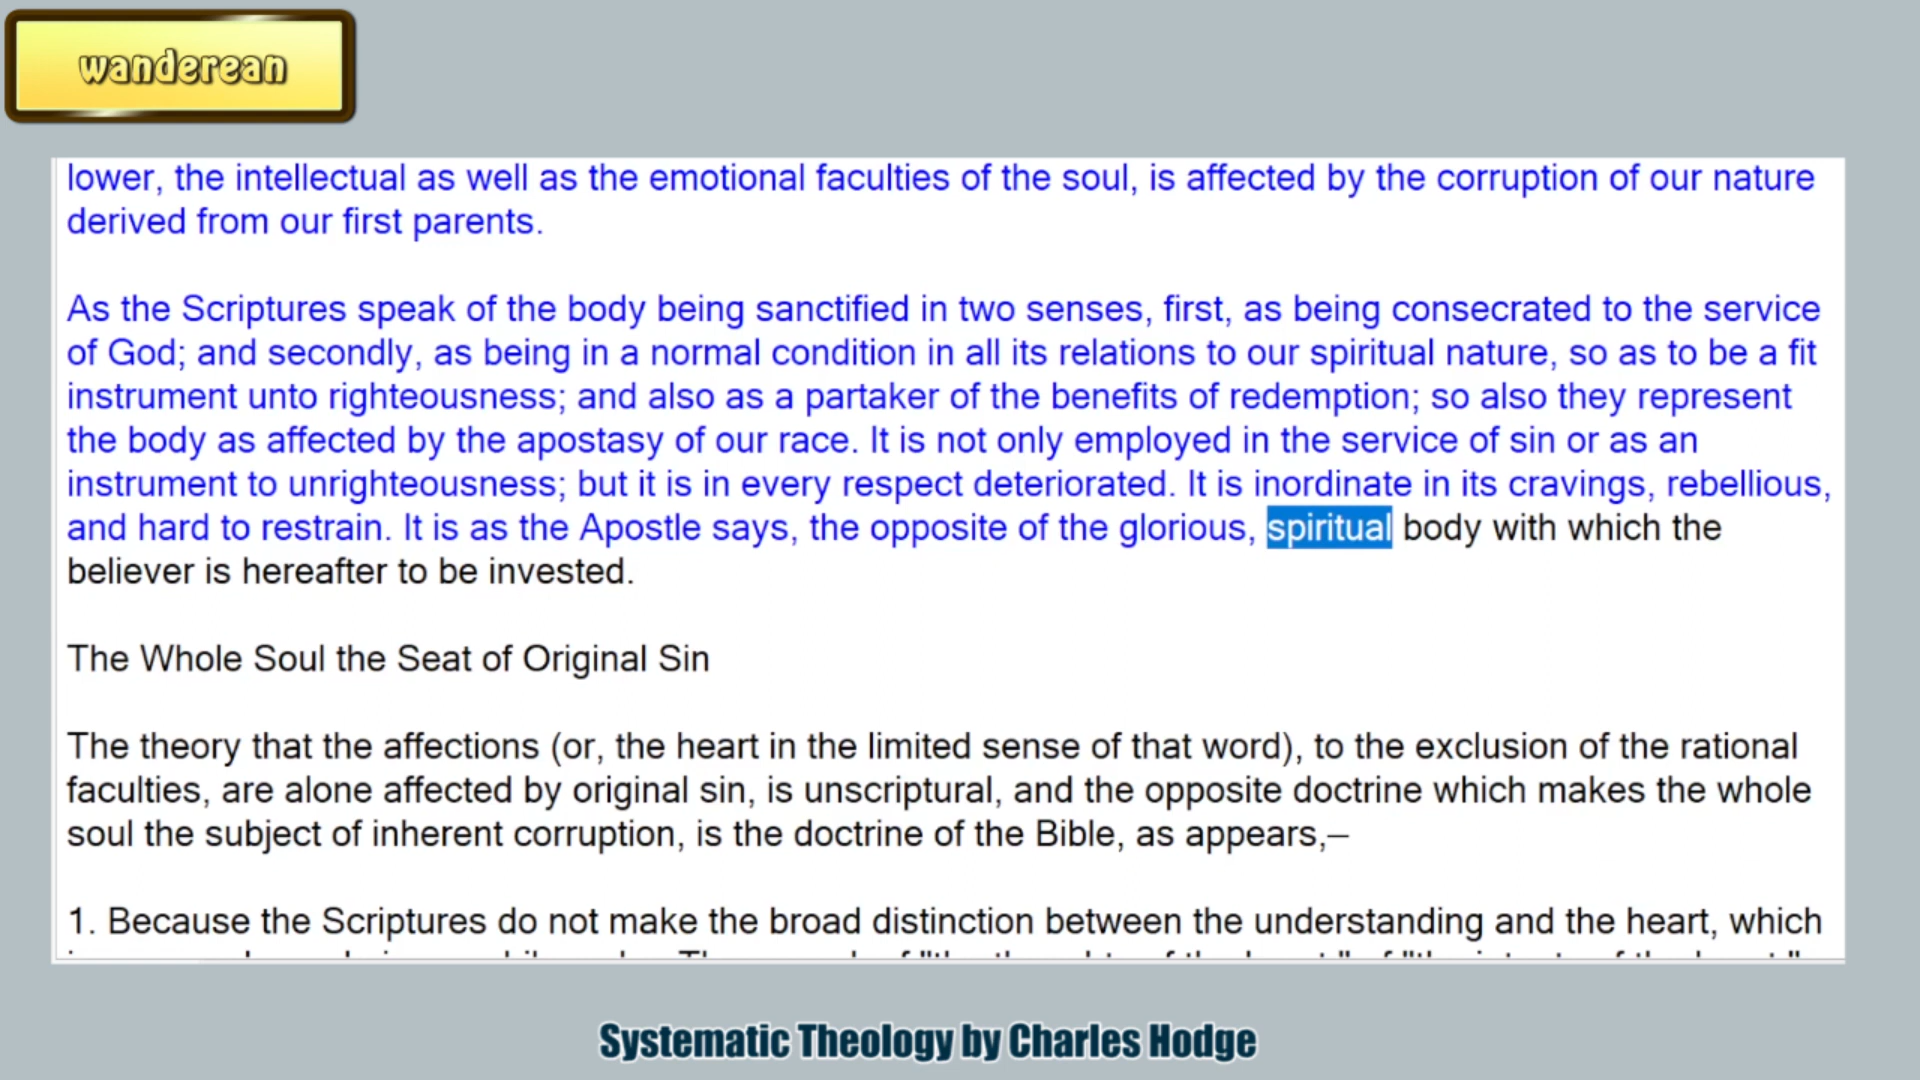 wanderean
lower, the intellectual as well as the emotional faculties of the soul, is affected by the corruption of our nature
derived from our first parents.
As the Scriptures speak of the body being sanctified in two senses, first, as being consecrated to the service
of God; and secondly, as being in a normal condition in all its relations to our spiritual nature, so as to be a fit
instrument unto righteousness; and also as a partaker of the benefits of redemption; so also they represent
the body as affected by the apostasy of our race. It is not only employed in the service of sin or as an
instrument to unrighteousness; but it is in every respect deteriorated. It is inordinate in its cravings, rebellious,
and hard to restrain. It is as the Apostle says, the opposite of the glorious, spiritual body with which the
believer is hereafter to be invested.
The Whole Soul the Seat of Original Sin
The theory that the affections (or, the heart in the limited sense of that word), to the exclusion of the rational
faculties, are alone affected by original sin, is unscriptural, and the opposite doctrine which makes the whole
soul the subject of inherent corruption, is the doctrine of the Bible, as appears,—
1. Because the Scriptures do not make the broad distinction between the understanding and the heart, which
Systematic Theology by Charles Hodge